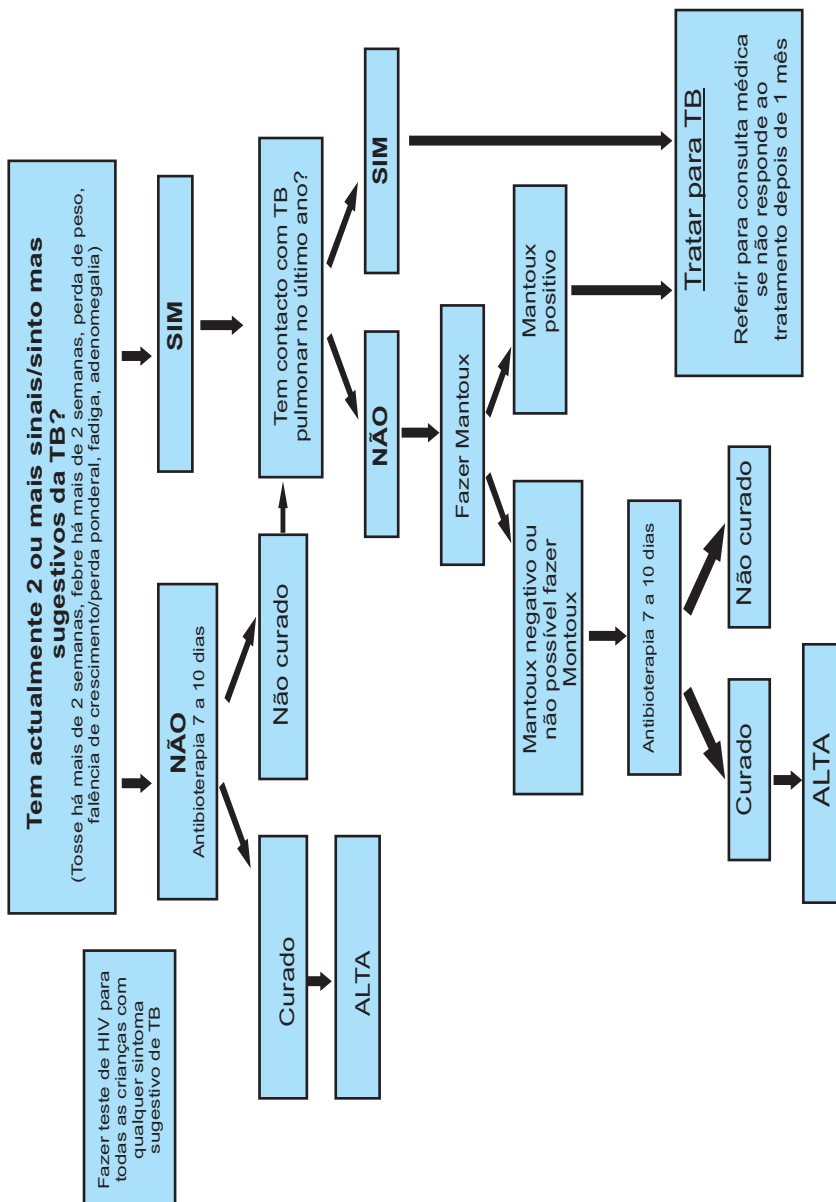 Fazer teste de HIV para
todas as crianças com
qualquer sintoma
sugestivo de TB
Tem actualmente 2 ou mais sinais/sinto mas
sugestivos da TB?
(Tosse há mais de 2 semanas, febre há mais de 2 semanas, perda de peso,
falência de crescimento/perda ponderal, fadiga, adenomegalia)
NÃO
Antibioterapia 7 a 10 dias
SIM
Curado
Não curado
Tem contacto com TB
pulmonar no último ano?
ALTA
NÃO
SIM
Fazer Mantoux
Mantoux negativo ou
não possível fazer
Montoux
Mantoux
positivo
Antibioterapia 7 a 10 dias
Tratar para TB
Referir para consulta médica
se não responde ao
tratamento depois de 1 mês
Curado
Não curado
ALTA